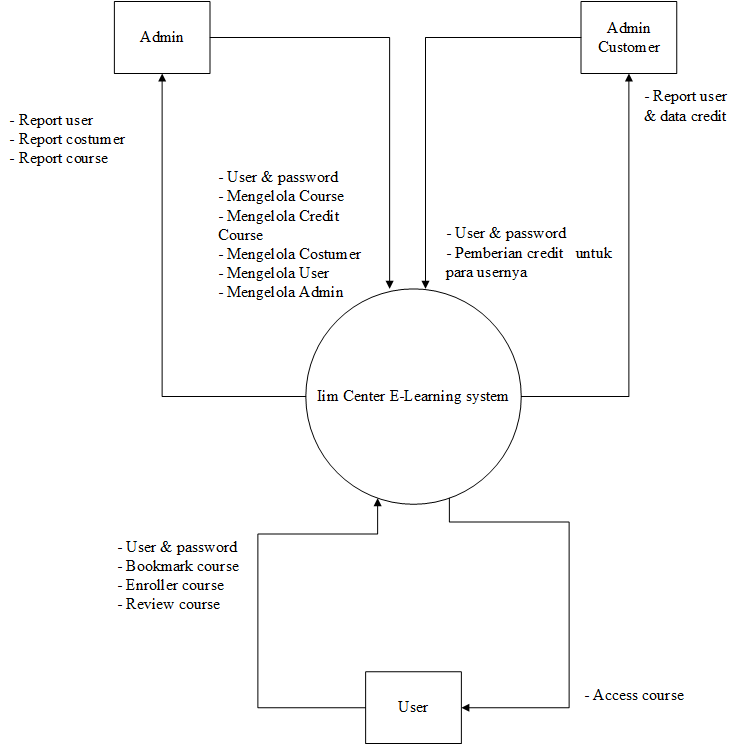 Admin
Admin
Customer
- Report user
- Report costumer
- Report course
- Report user
& data credit
- User & password
- Mengelola Course
- Mengelola Credit
Course
- Mengelola Costumer
- Mengelola User
- Mengelola Admin
- User & password
- Pemberian credit untuk
para usernya
Iim Center E-Learning system
- User & password
- Bookmark course
- Enroller course
- Review course
- Access course
User